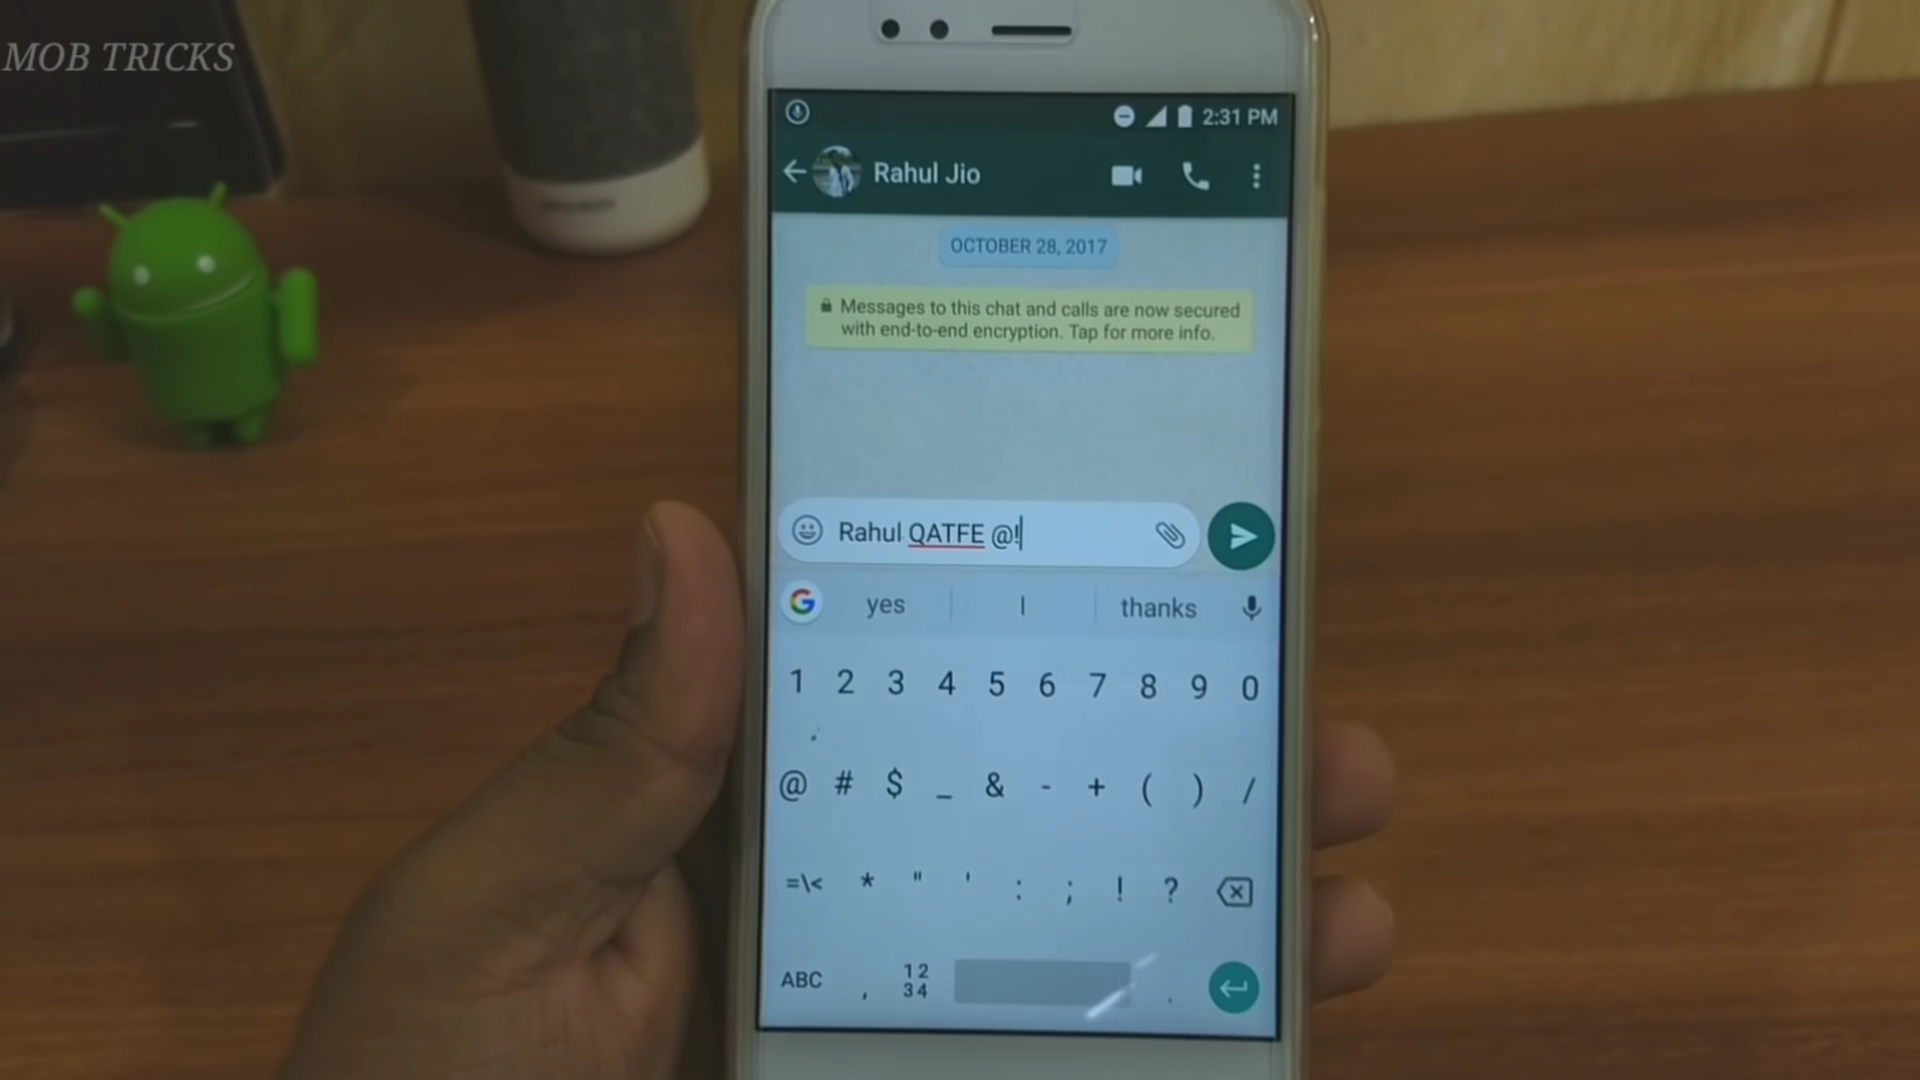 MOB TRICKS
2:31 PM
Rahul Jio
OCTOBER 28, 2017
Messages to this chat and calls are now secured
with end-to-end encryption. Tap for more info.
Rahul QATFE @!
G yes I thanks
1 2 3 4 5 6 7 8 9 0
@ # $ _ & - + ( ) /
=\< * " ' : ; ! ?
ABC , 12 .
34